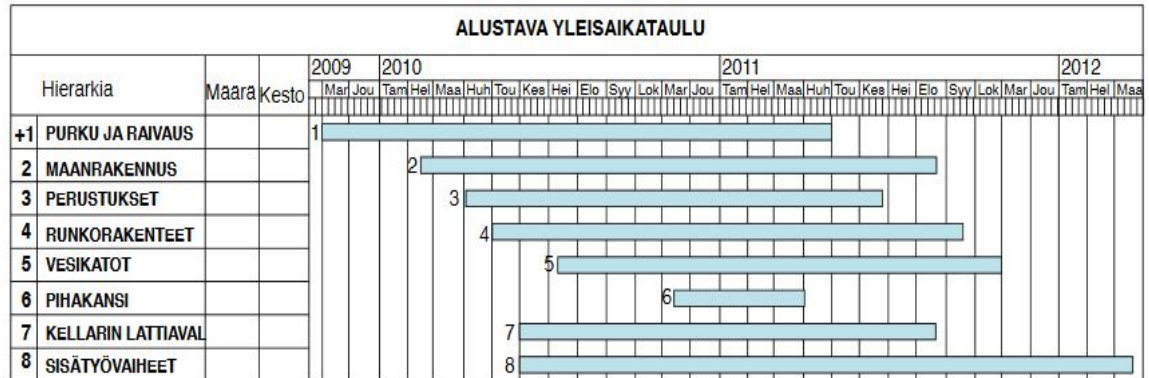 ALUSTAVA YLEISAIKATAULU
2009 2010 2011 2012
Hierarkia Määrä Kesto
Mar Jou Tam Hel Maa Huh Tou Kes Hei Elo Syy Lok Mar Jou Tam Hel Maa Huh Tou Kes Hei Elo Syy Lok Mar Jou Tam Hel Maa
+1 PURKU JA RAIVAUS 1
2 MAANRAKENNUS 2
3 PERUSTUKSET 3
4 RUNKORAKENTEET 4
5 VESIKATOT 5
6 PIHAKANSI 6
7 KELLARIN LATTIAVAL 7
8 SISÄTYÖVAIHEET 8